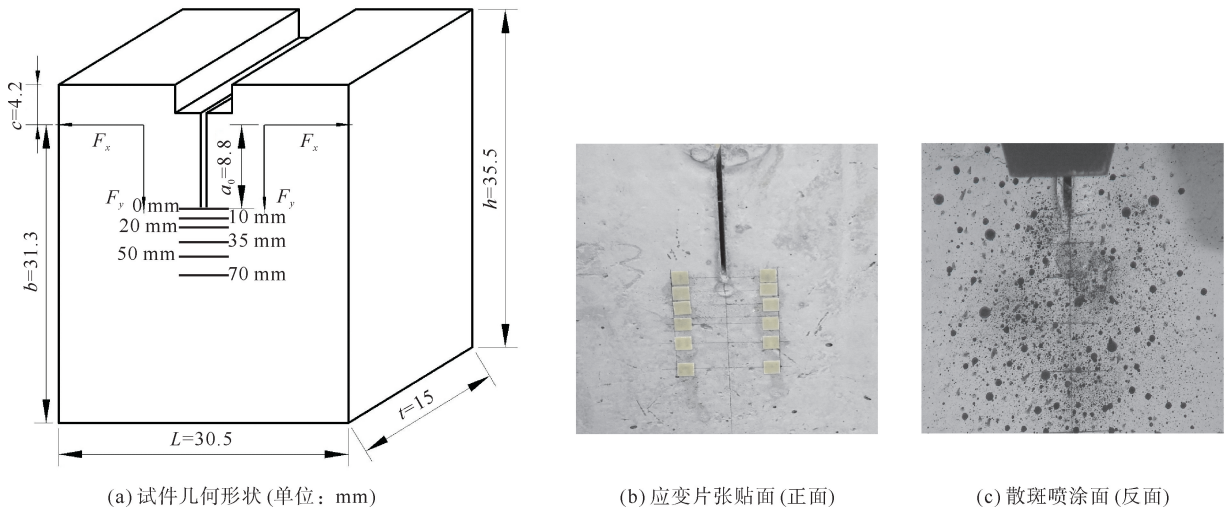 c=4.2
F_x
F_x
a_0=8.8
F_y
F_y
0 mm
10 mm
20 mm
35 mm
50 mm
70 mm
b=31.3
h=35.5
t=15
L=30.5
(a) 试件几何形状 (单位：mm)
(b) 应变片张贴面 (正面)
(c) 散斑喷涂面 (反面)